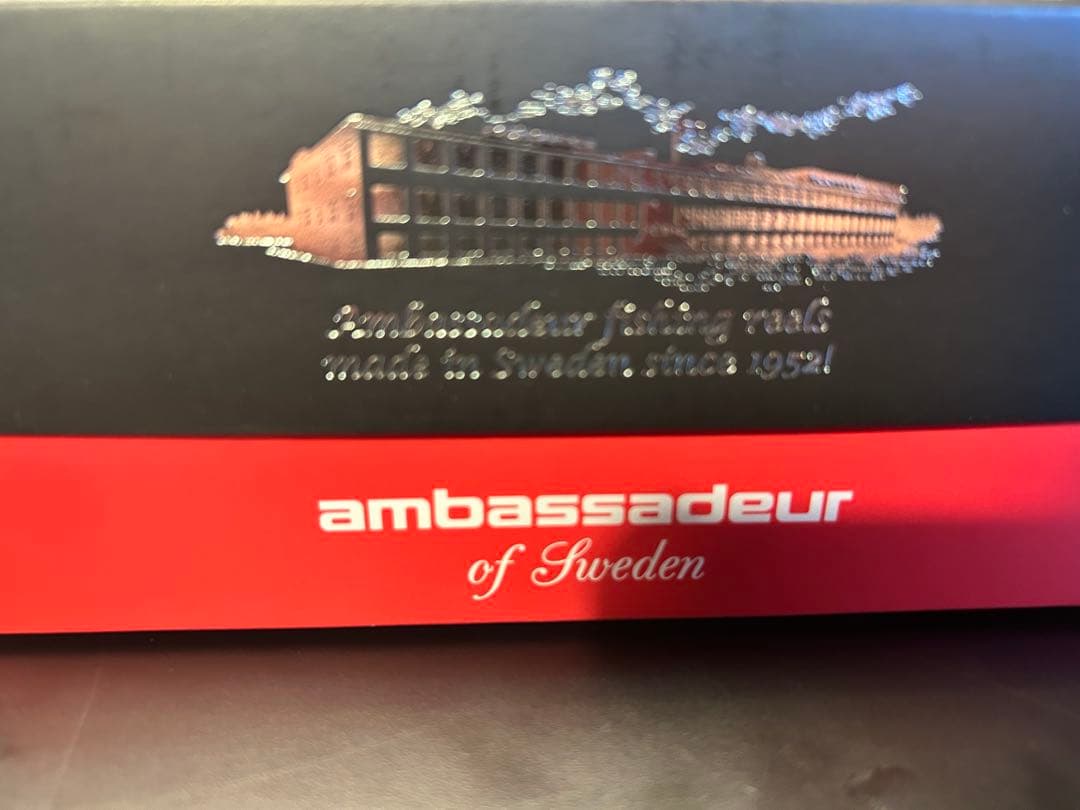 Ambassadeur fishing reels
made in Sweden since 1952!
ambassadeur
of Sweden